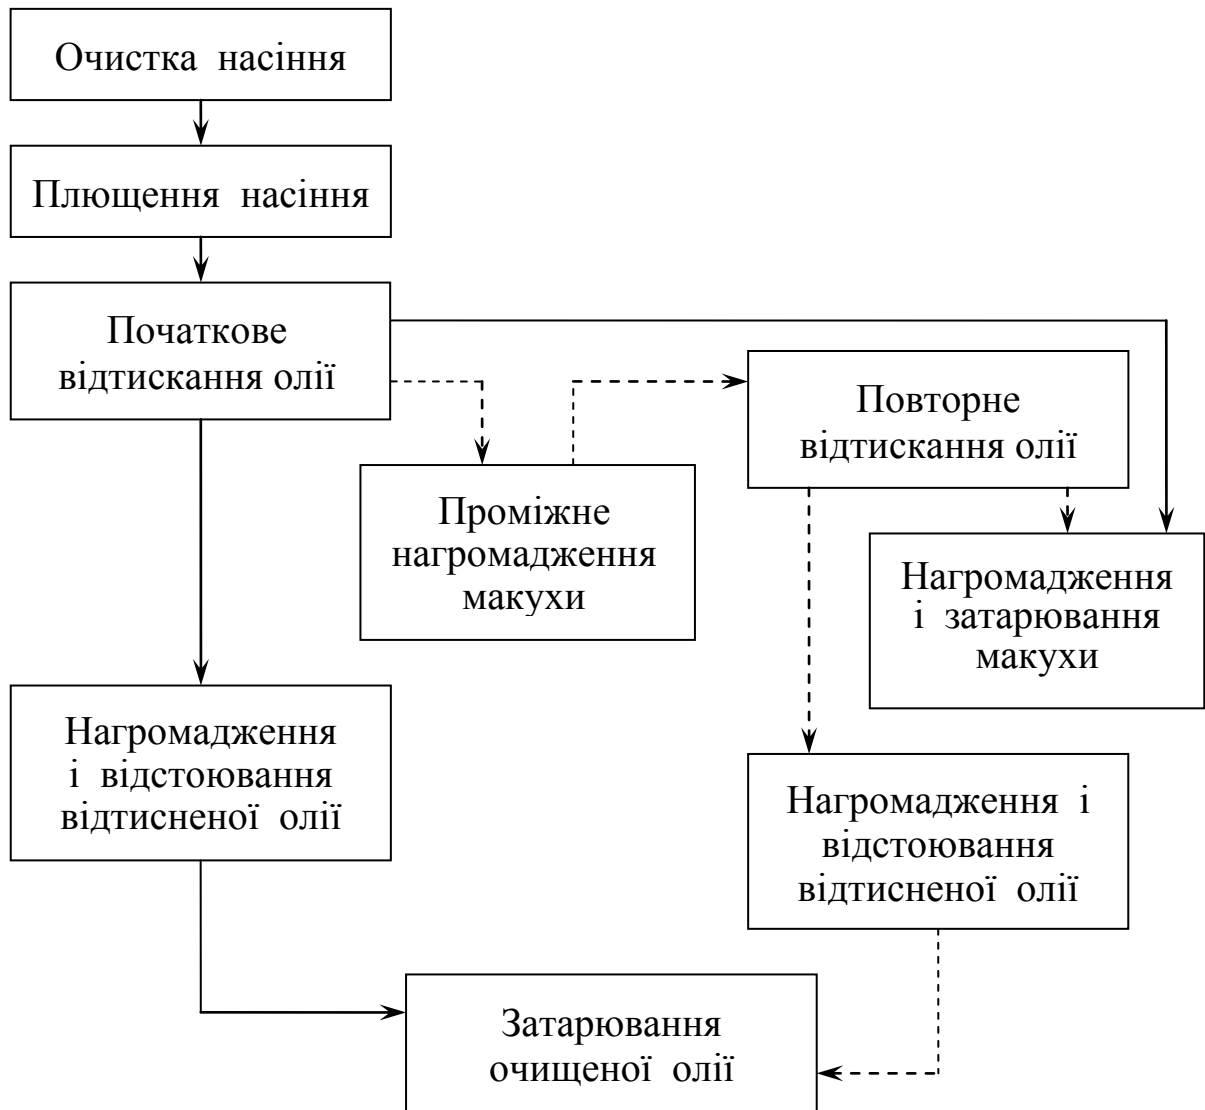 Очистка насіння
Плющення насіння
Початкове
відтискання олії
Повторне
відтискання олії
Проміжне
нагромадження
макухи
Нагромадження
і затарювання
макухи
Нагромадження
і відстоювання
відтисненої олії
Нагромадження і
відстоювання
відтисненої олії
Затарювання
очищеної олії